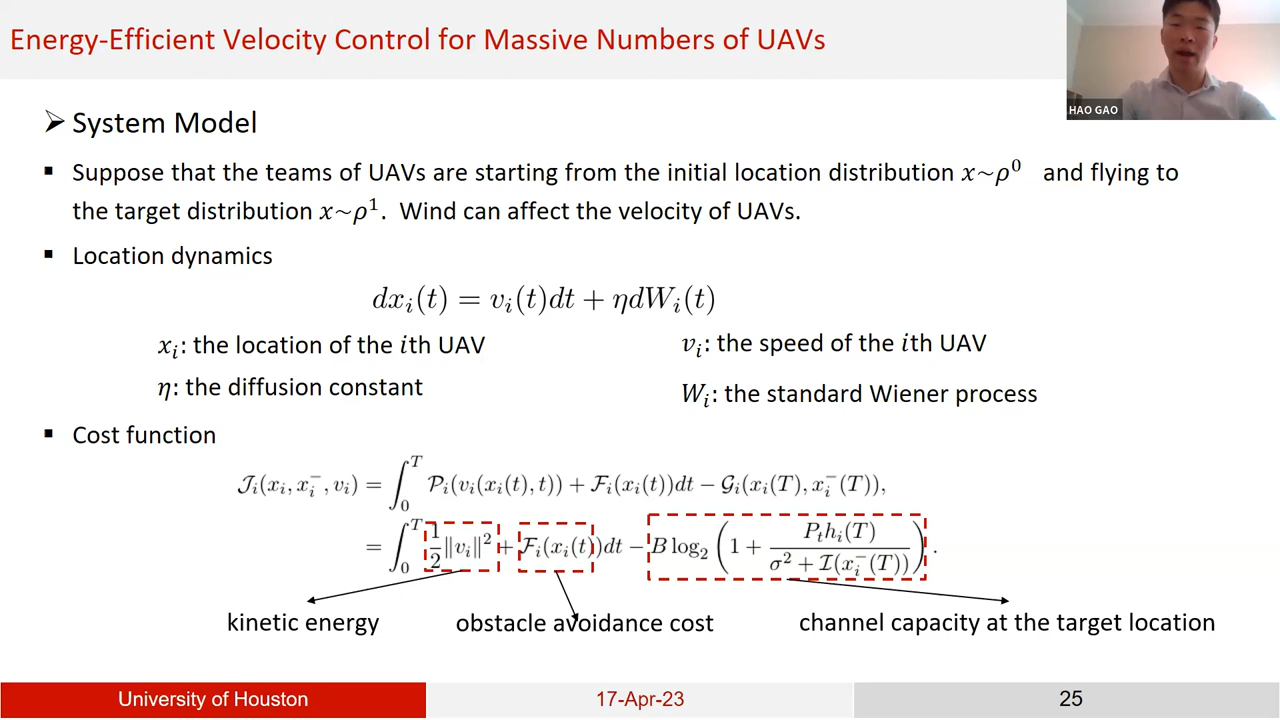 Energy-Efficient Velocity Control for Massive Numbers of UAVs
HAO GAO
➢ System Model
▪ Suppose that the teams of UAVs are starting from the initial location distribution x~ρ⁰ and flying to
the target distribution x~ρ¹. Wind can affect the velocity of UAVs.
▪ Location dynamics
dxᵢ(t) = vᵢ(t)dt + ηdWᵢ(t)
xᵢ: the location of the ith UAV
vᵢ: the speed of the ith UAV
η: the diffusion constant
Wᵢ: the standard Wiener process
▪ Cost function
𝒥ᵢ(xᵢ, xᵢ⁻, vᵢ) = ∫₀ᵀ 𝒫ᵢ(vᵢ(xᵢ(t), t)) + ℱᵢ(xᵢ(t))dt − 𝒢ᵢ(xᵢ(T), xᵢ⁻(T)),
= ∫₀ᵀ 1/2 ‖vᵢ‖² + ℱᵢ(xᵢ(t))dt − B log₂ (1 + Pₜhᵢ(T) / (σ² + ℐ(xᵢ⁻(T)))) .
kinetic energy
obstacle avoidance cost
channel capacity at the target location
University of Houston
17-Apr-23
25